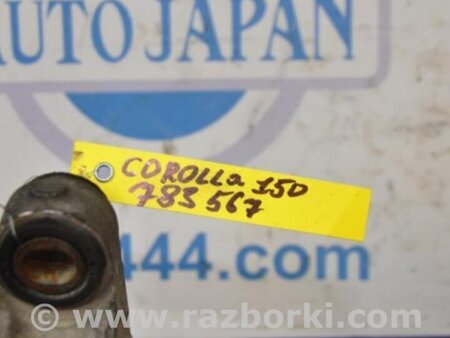 AUTO JAPAN
COROLLa 150
783567
444.com
www.razborki.com